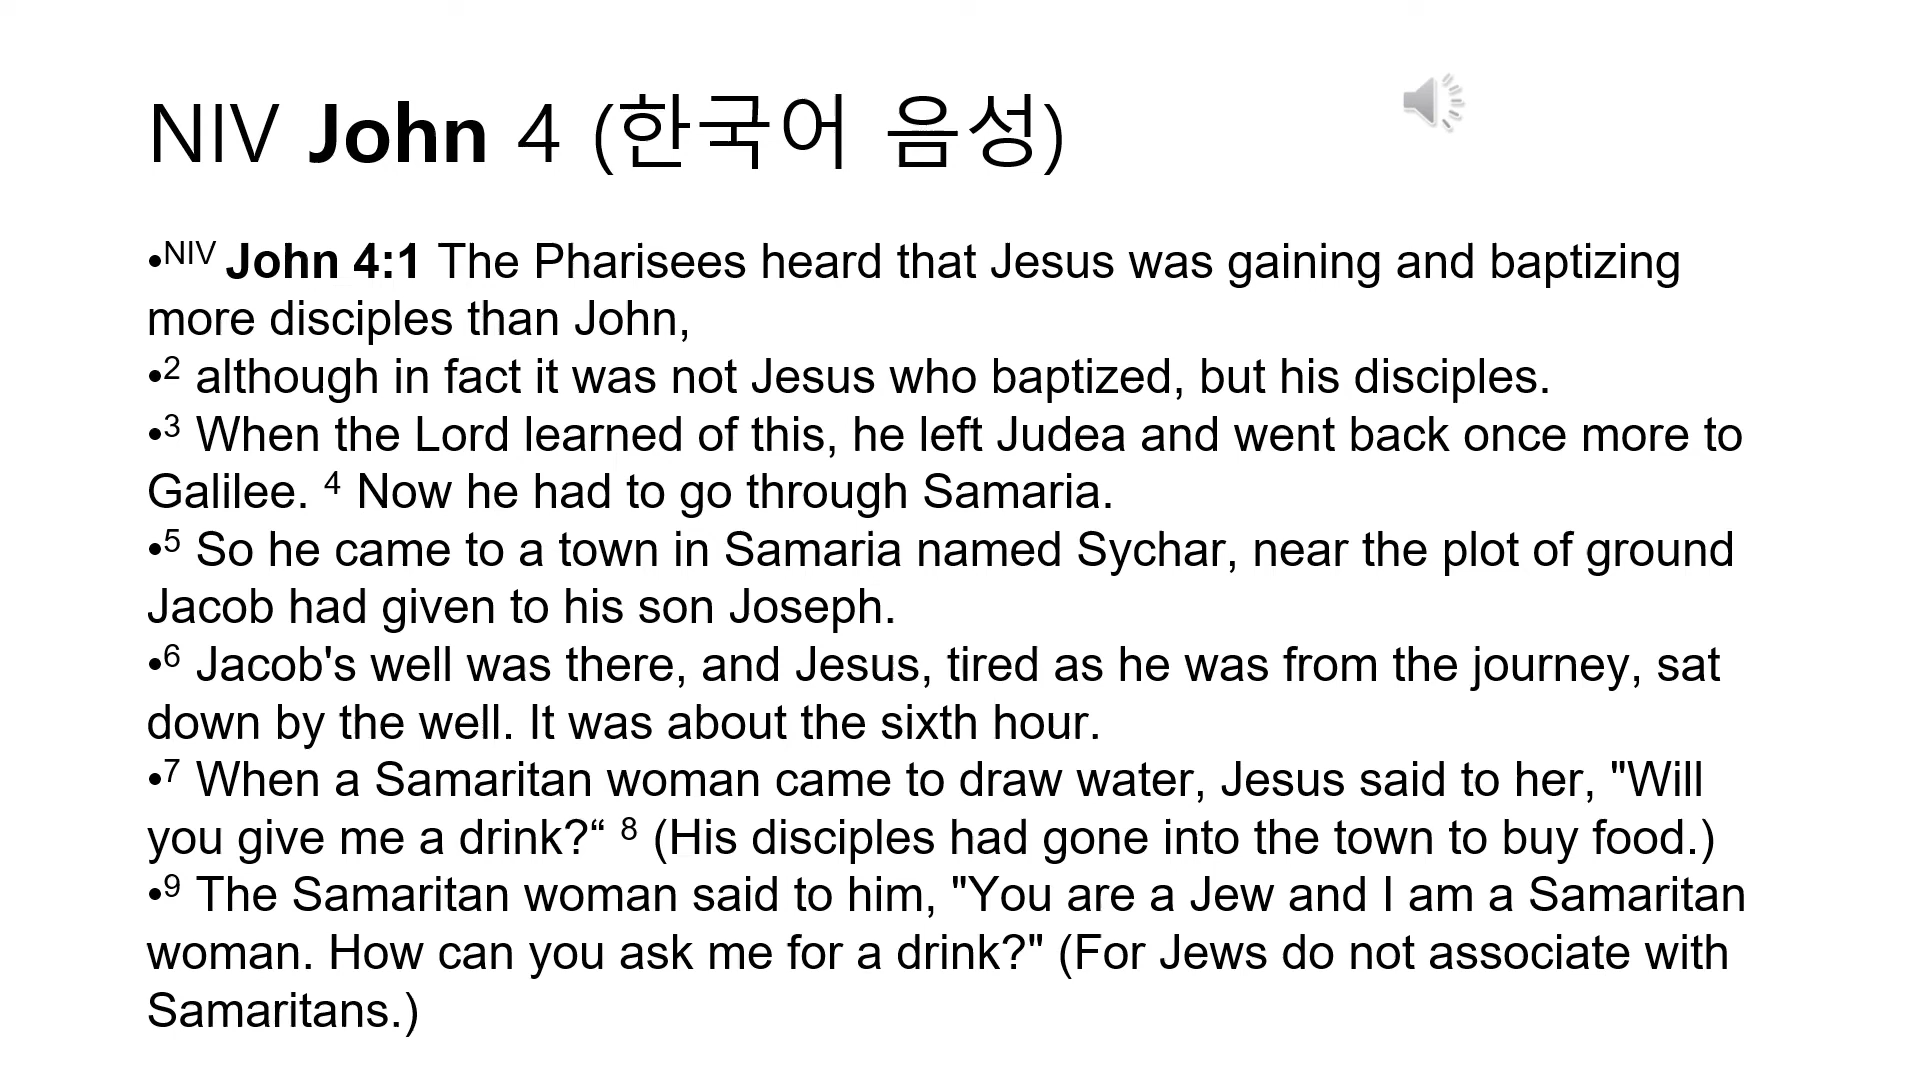 NIV John 4 (한국어 음성)
•NIV John 4:1 The Pharisees heard that Jesus was gaining and baptizing
more disciples than John,
•2 although in fact it was not Jesus who baptized, but his disciples.
•3 When the Lord learned of this, he left Judea and went back once more to
Galilee. 4 Now he had to go through Samaria.
•5 So he came to a town in Samaria named Sychar, near the plot of ground
Jacob had given to his son Joseph.
•6 Jacob's well was there, and Jesus, tired as he was from the journey, sat
down by the well. It was about the sixth hour.
•7 When a Samaritan woman came to draw water, Jesus said to her, "Will
you give me a drink?“ 8 (His disciples had gone into the town to buy food.)
•9 The Samaritan woman said to him, "You are a Jew and I am a Samaritan
woman. How can you ask me for a drink?" (For Jews do not associate with
Samaritans.)